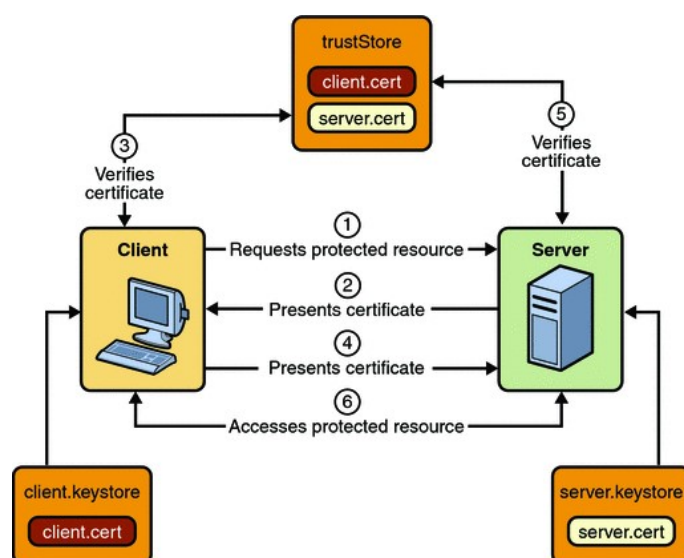 trustStore
client.cert
server.cert
3
Verifies
certificate
5
Verifies
certificate
Client
1
Requests protected resource
Server
2
Presents certificate
4
Presents certificate
6
Accesses protected resource
client.keystore
client.cert
server.keystore
server.cert